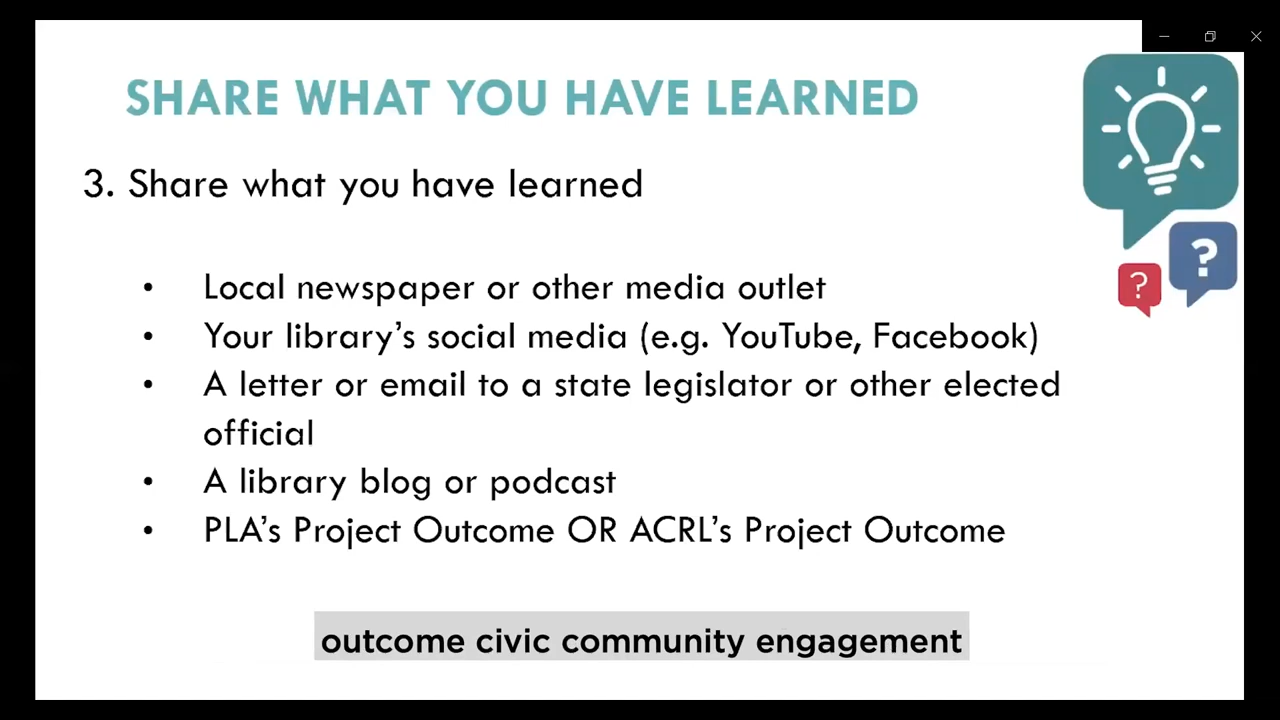 SHARE WHAT YOU HAVE LEARNED
3. Share what you have learned
• Local newspaper or other media outlet
• Your library’s social media (e.g. YouTube, Facebook)
• A letter or email to a state legislator or other elected
official
• A library blog or podcast
• PLA’s Project Outcome OR ACRL’s Project Outcome
?
?
outcome civic community engagement